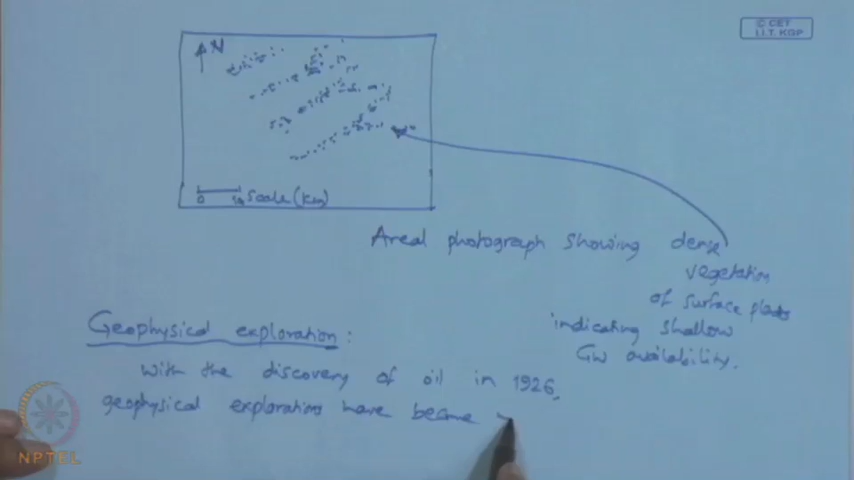 © CET
I.I.T. KGP
N
0 10 Scale (Km)
Areal photograph showing dense
vegetation
of surface plants
indicating shallow
GW availability.
Geophysical exploration:
With the discovery of oil in 1926,
geophysical explorations have became
NPTEL